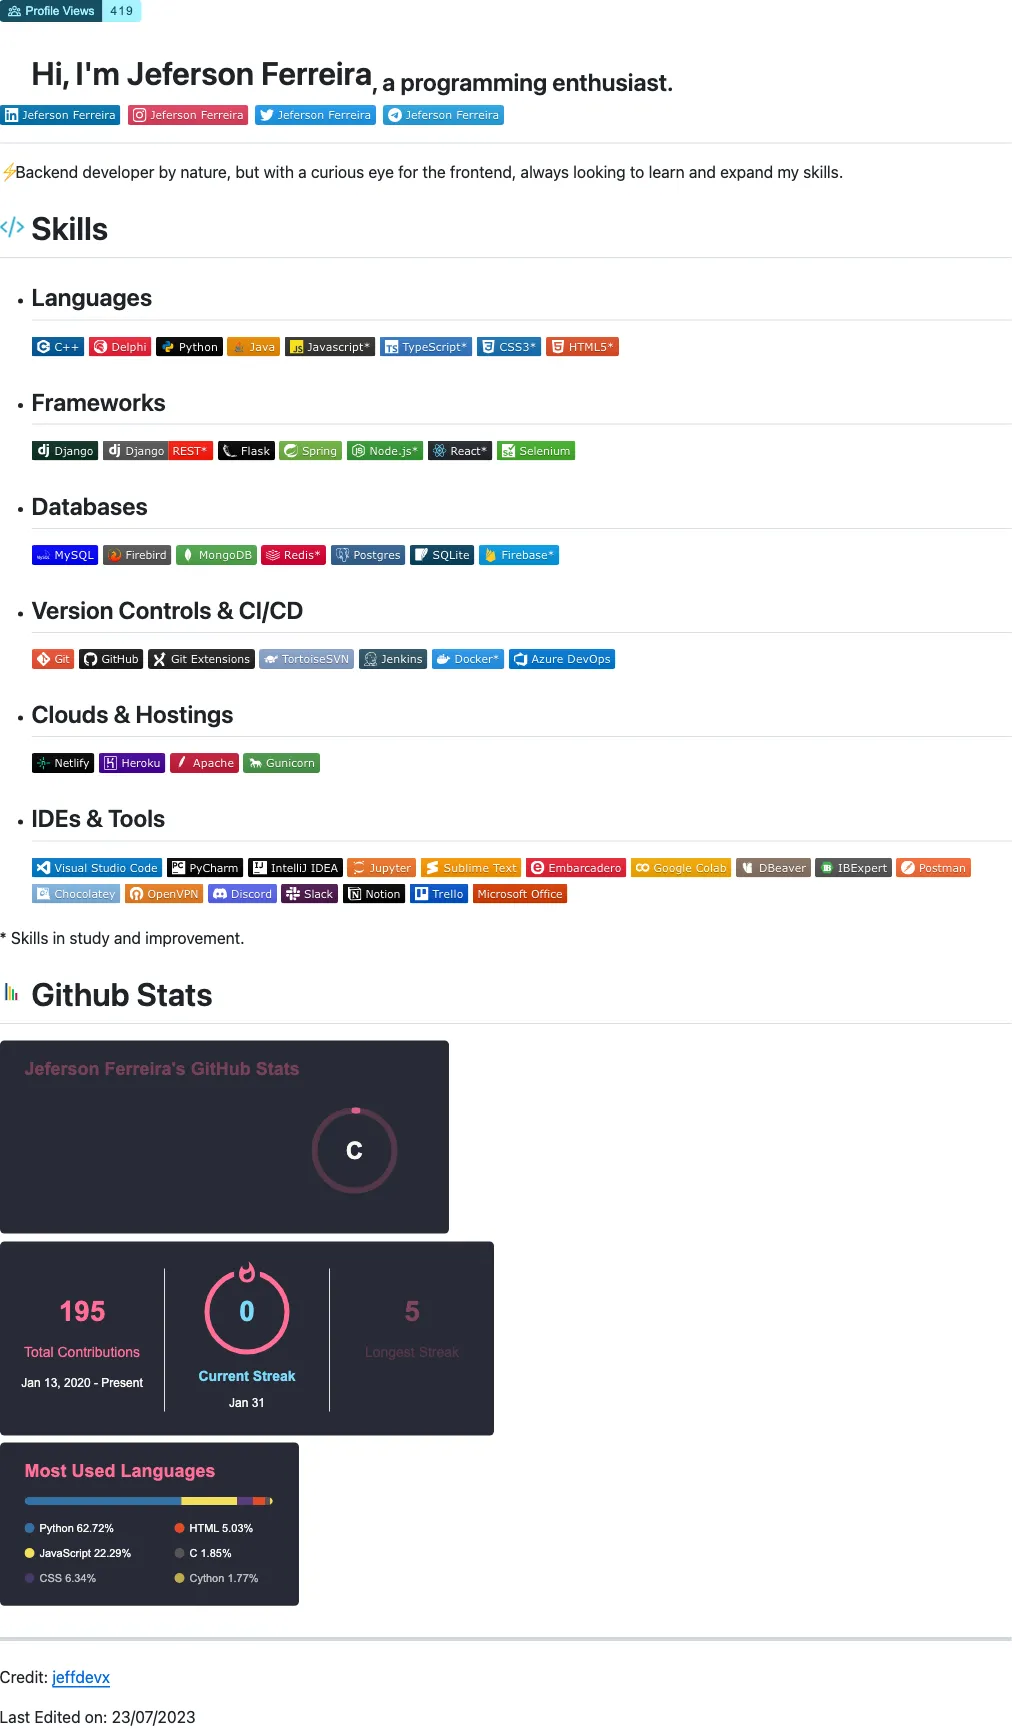 Profile Views 419
Hi, I'm Jeferson Ferreira, a programming enthusiast.
Jeferson Ferreira Jeferson Ferreira Jeferson Ferreira Jeferson Ferreira
⚡Backend developer by nature, but with a curious eye for the frontend, always looking to learn and expand my skills.
</> Skills
• Languages
C++ Delphi Python Java Javascript* TypeScript* CSS3* HTML5*
• Frameworks
Django Django REST* Flask Spring Node.js* React* Selenium
• Databases
MySQL Firebird MongoDB Redis* Postgres SQLite Firebase*
• Version Controls & CI/CD
Git GitHub Git Extensions TortoiseSVN Jenkins Docker* Azure DevOps
• Clouds & Hostings
Netlify Heroku Apache Gunicorn
• IDEs & Tools
Visual Studio Code PyCharm IntelliJ IDEA Jupyter Sublime Text Embarcadero Google Colab DBeaver IBExpert Postman
Chocolatey OpenVPN Discord Slack Notion Trello Microsoft Office
* Skills in study and improvement.
Github Stats
Jeferson Ferreira's GitHub Stats
C
195 0 5
Total Contributions Current Streak Longest Streak
Jan 13, 2020 - Present Jan 31
Most Used Languages
Python 62.72% HTML 5.03%
JavaScript 22.29% C 1.85%
CSS 6.34% Cython 1.77%
Credit: jeffdevx
Last Edited on: 23/07/2023